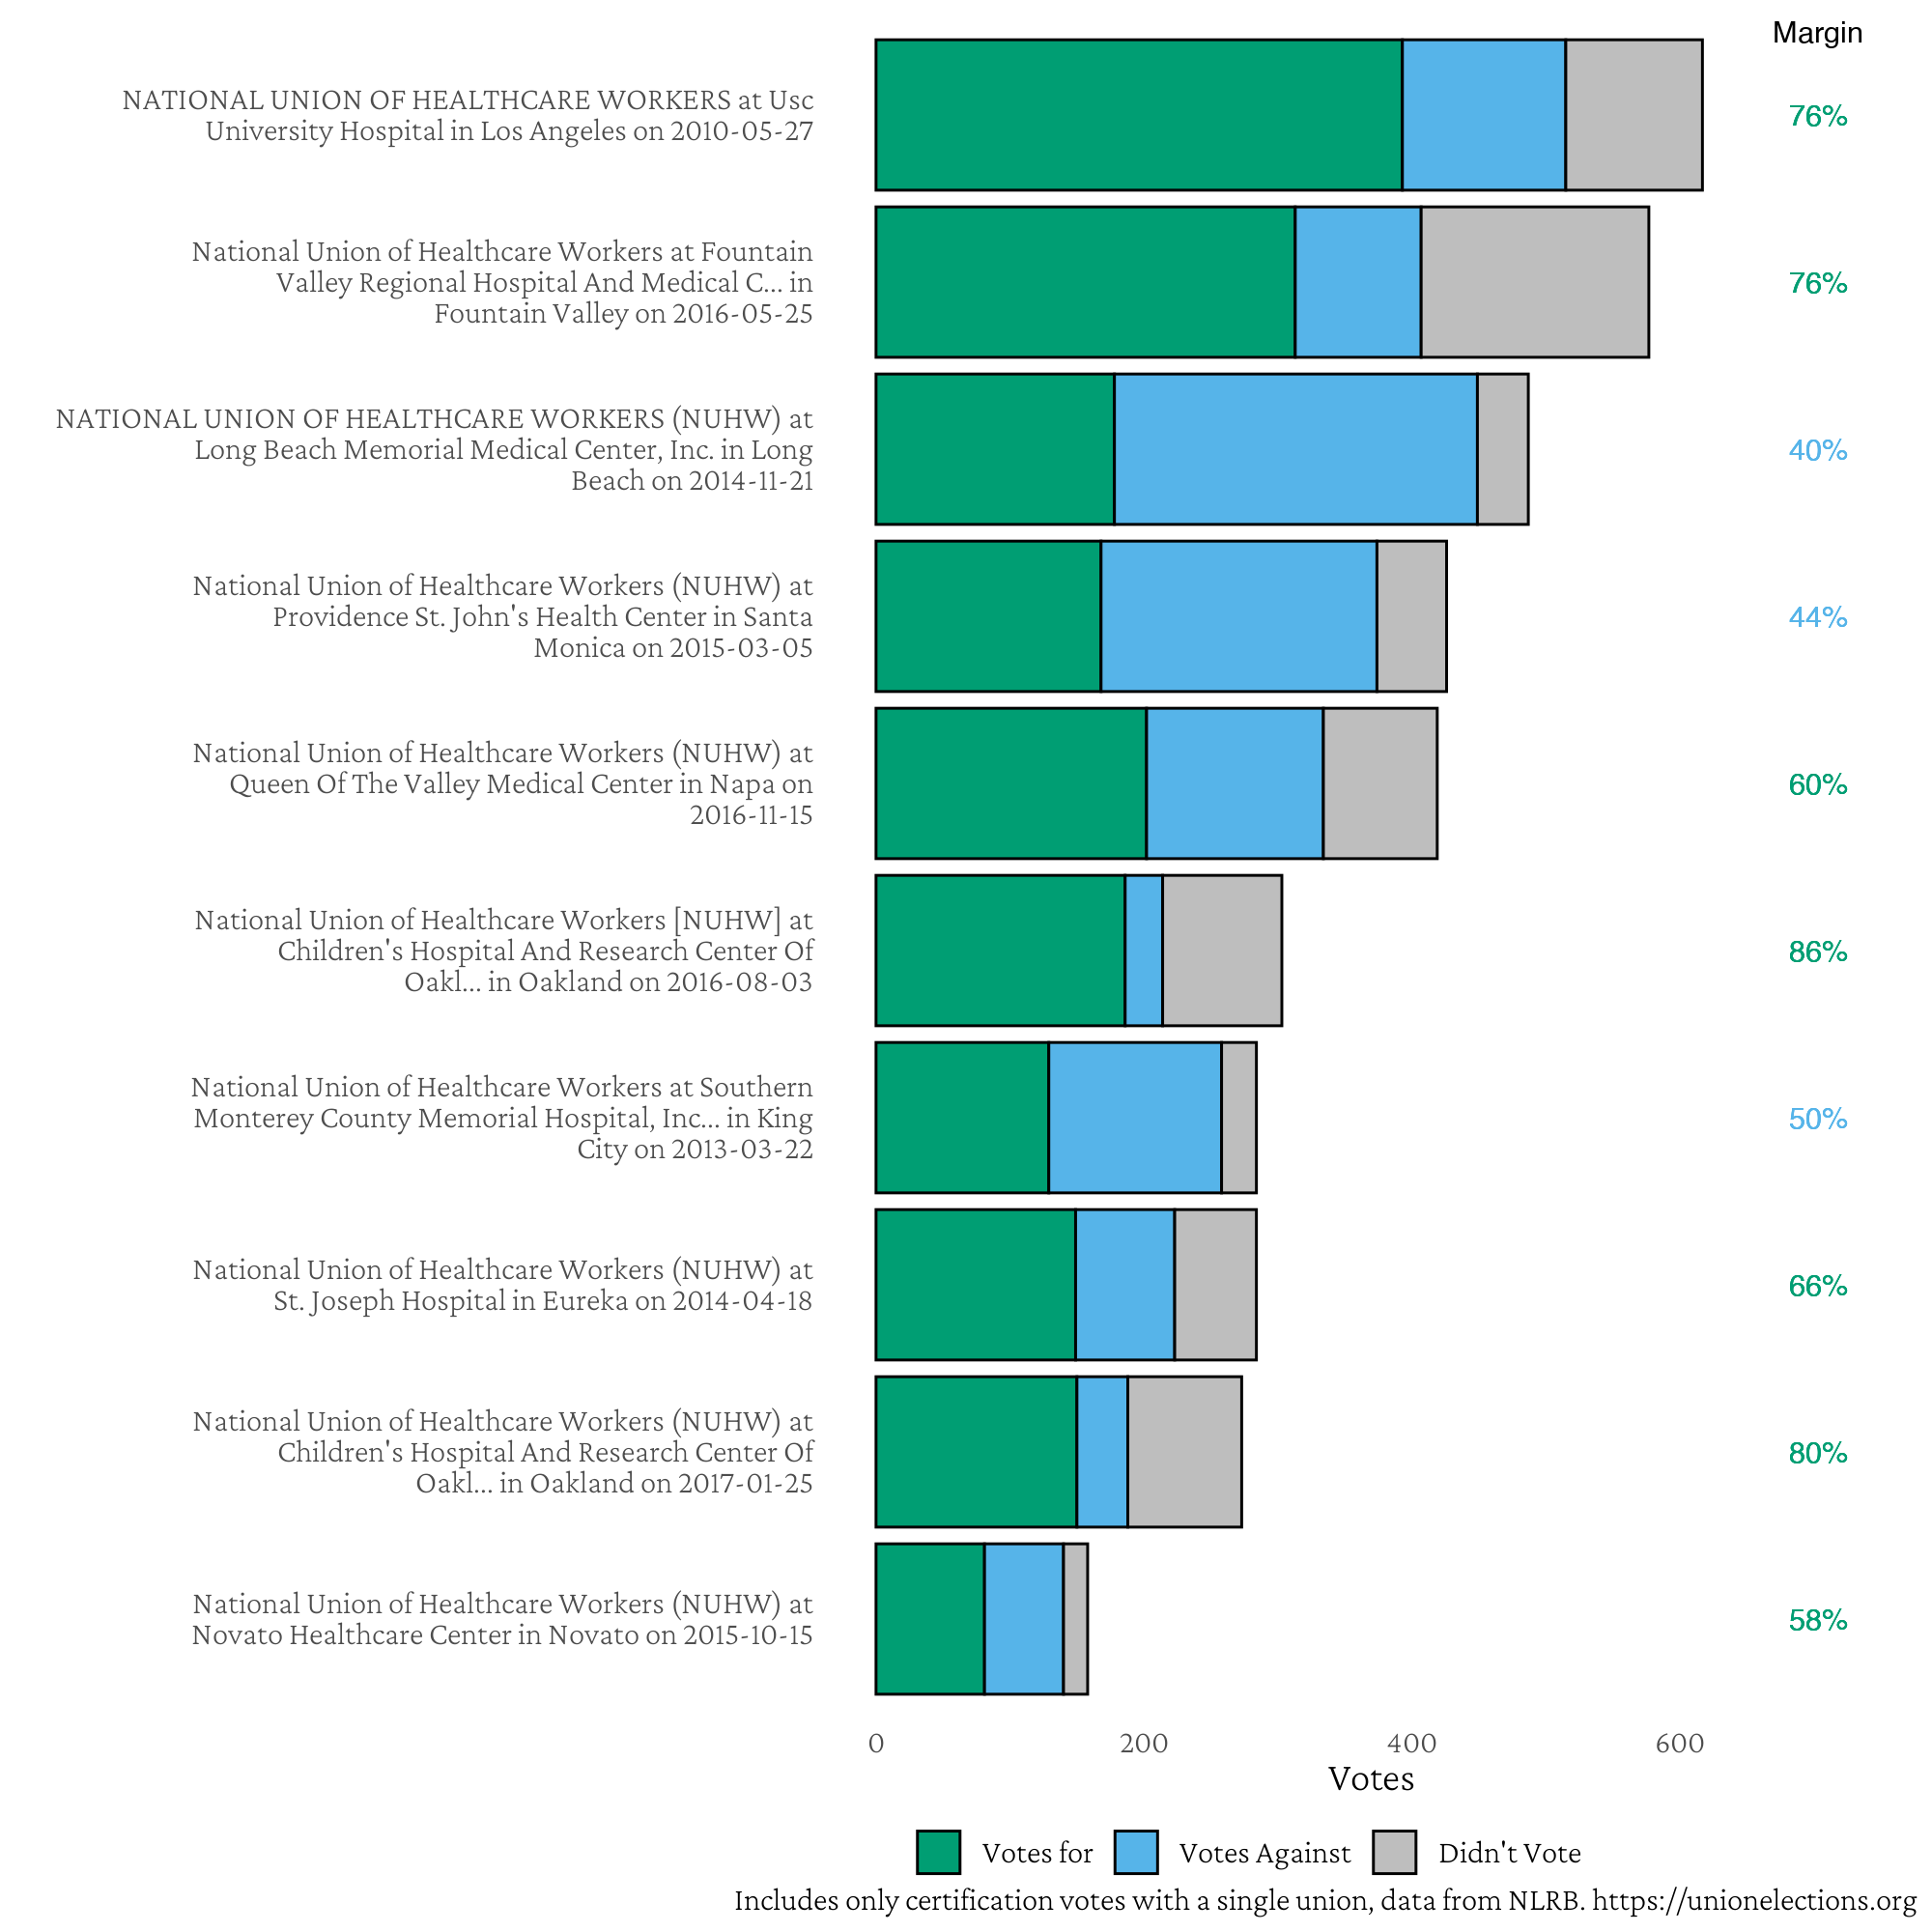 Margin
NATIONAL UNION OF HEALTHCARE WORKERS at Usc
University Hospital in Los Angeles on 2010-05-27
76%
National Union of Healthcare Workers at Fountain
Valley Regional Hospital And Medical C... in
Fountain Valley on 2016-05-25
76%
NATIONAL UNION OF HEALTHCARE WORKERS (NUHW) at
Long Beach Memorial Medical Center, Inc. in Long
Beach on 2014-11-21
40%
National Union of Healthcare Workers (NUHW) at
Providence St. John's Health Center in Santa
Monica on 2015-03-05
44%
National Union of Healthcare Workers (NUHW) at
Queen Of The Valley Medical Center in Napa on
2016-11-15
60%
National Union of Healthcare Workers [NUHW] at
Children's Hospital And Research Center Of
Oakl... in Oakland on 2016-08-03
86%
National Union of Healthcare Workers at Southern
Monterey County Memorial Hospital, Inc... in King
City on 2013-03-22
50%
National Union of Healthcare Workers (NUHW) at
St. Joseph Hospital in Eureka on 2014-04-18
66%
National Union of Healthcare Workers (NUHW) at
Children's Hospital And Research Center Of
Oakl... in Oakland on 2017-01-25
80%
National Union of Healthcare Workers (NUHW) at
Novato Healthcare Center in Novato on 2015-10-15
58%
0 200 400 600
Votes
Votes for Votes Against Didn't Vote
Includes only certification votes with a single union, data from NLRB. https://unionelections.org